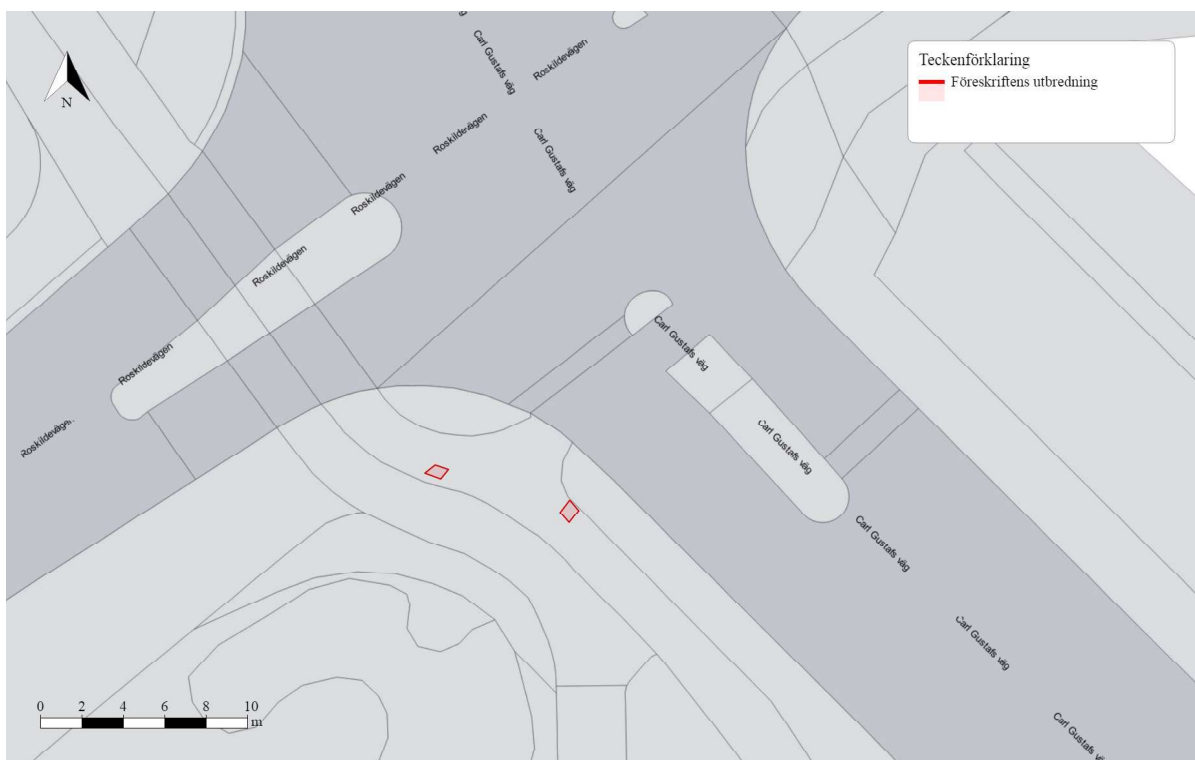 Carl Gustafs väg
Roskildevägen
Teckenförklaring
Föreskriftens utbredning
N
Roskildevägen
Carl Gustafs väg
Roskildevägen
Roskildevägen
Carl Gustafs väg
Roskildevägen
Roskildevägen
Carl Gustafs väg
Carl Gustafs väg
Carl Gustafs väg
0 2 4 6 8 10
m
Carl Gustafs väg